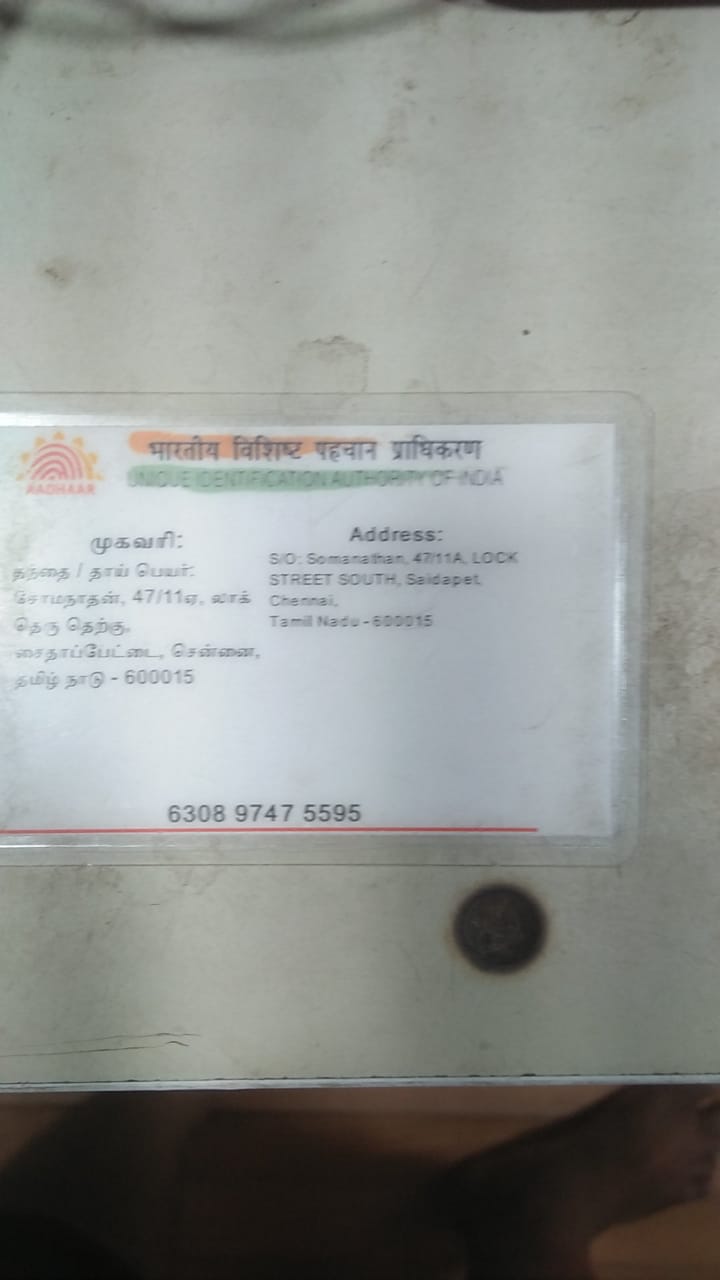 भारतीय विशिष्ट पहचान प्राधिकरण
UNIQUE IDENTIFICATION AUTHORITY OF INDIA
AADHAAR
முகவரி:
தந்தை / தாய் பெயர்:
சோமநாதன், 47/11ஏ, லாக்
தெரு தெற்கு,
சைதாப்பேட்டை, சென்னை,
தமிழ் நாடு - 600015
Address:
S/O: Somanathan, 47/11A, LOCK
STREET SOUTH, Saidapet,
Chennai,
Tamil Nadu - 600015
6308 9747 5595